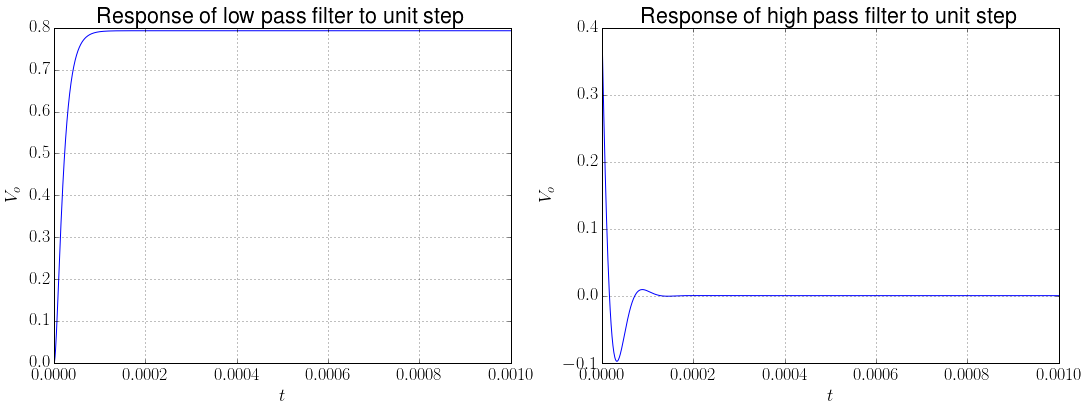 Response of low pass filter to unit step
0.8
0.7
0.6
0.5
0.4
0.3
0.2
0.1
0.0
V_o
0.0000 0.0002 0.0004 0.0006 0.0008 0.0010
t
Response of high pass filter to unit step
0.4
0.3
0.2
0.1
0.0
−0.1
V_o
0.0000 0.0002 0.0004 0.0006 0.0008 0.0010
t